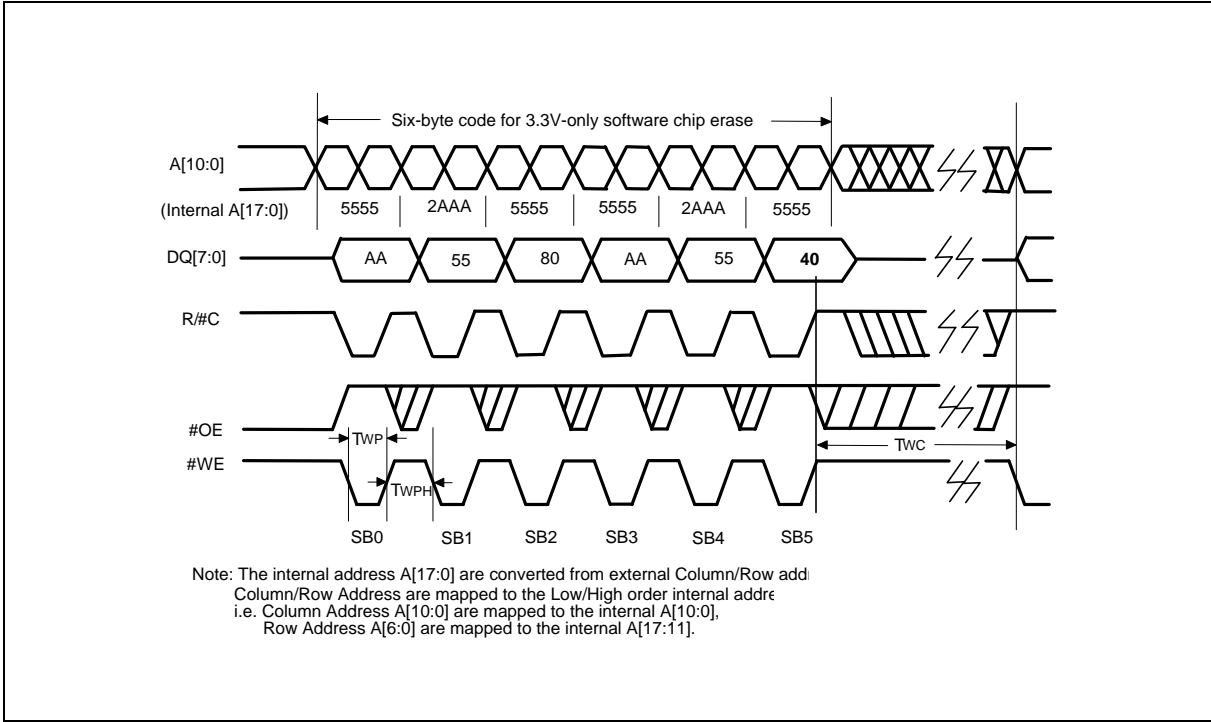 Six-byte code for 3.3V-only software chip erase
A[10:0]
(Internal A[17:0])
5555 2AAA 5555 5555 2AAA 5555
DQ[7:0]
AA 55 80 AA 55 40
R/#C
#OE
TWP
TWC
#WE
TWPH
SB0 SB1 SB2 SB3 SB4 SB5
Note: The internal address A[17:0] are converted from external Column/Row
Column/Row Address are mapped to the Low/High order internal
i.e. Column Address A[10:0] are mapped to the internal A[10:0],
Row Address A[6:0] are mapped to the internal A[17:11].